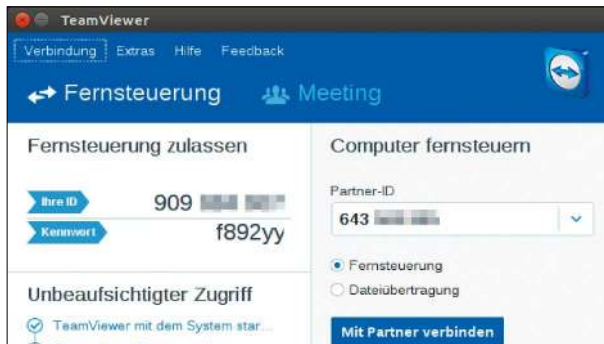 TeamViewer
Verbindung Extras Hilfe Feedback
Fernsteuerung Meeting
Fernsteuerung zulassen
Ihre ID 909
Kennwort f892yy
Unbeaufsichtigter Zugriff
TeamViewer mit dem System star...
Computer fernsteuern
Partner-ID
643
Fernsteuerung
Dateiübertragung
Mit Partner verbinden